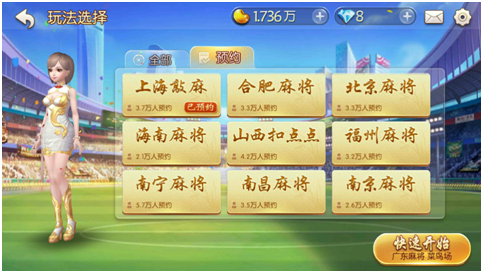 玩法选择
1.736万
8
全部
预约
上海敲麻
3.7万人预约
已预约
合肥麻将
3.3万人预约
北京麻将
3.3万人预约
海南麻将
2.1万人预约
山西扣点点
4.2万人预约
福州麻将
3.2万人预约
南宁麻将
5.7万人预约
南昌麻将
3.5万人预约
南京麻将
2.6万人预约
快速开始
广东麻将 菜鸟场